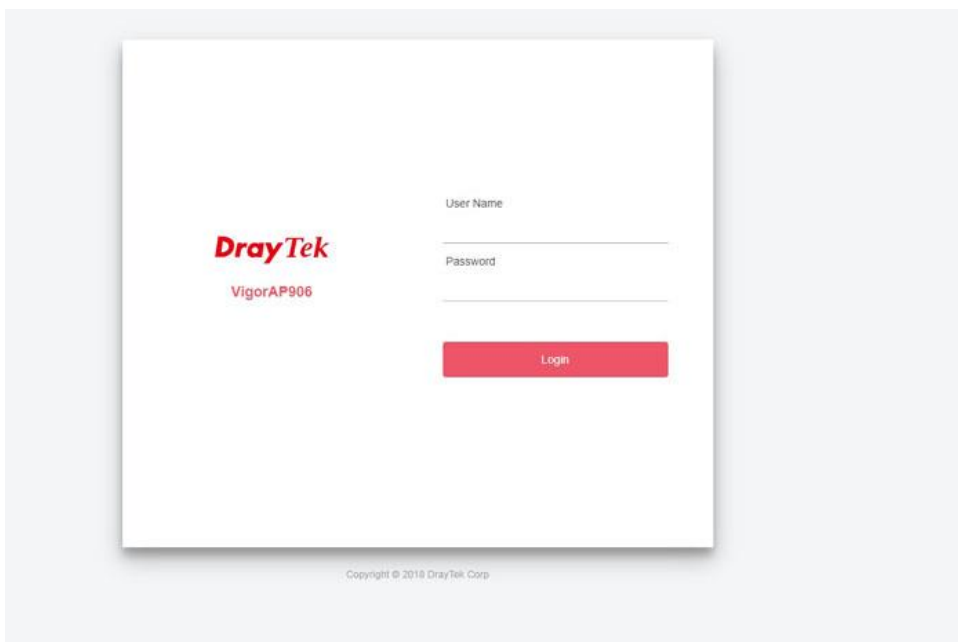 DrayTek
VigorAP906
User Name
Password
Login
Copyright © 2018 DrayTek Corp